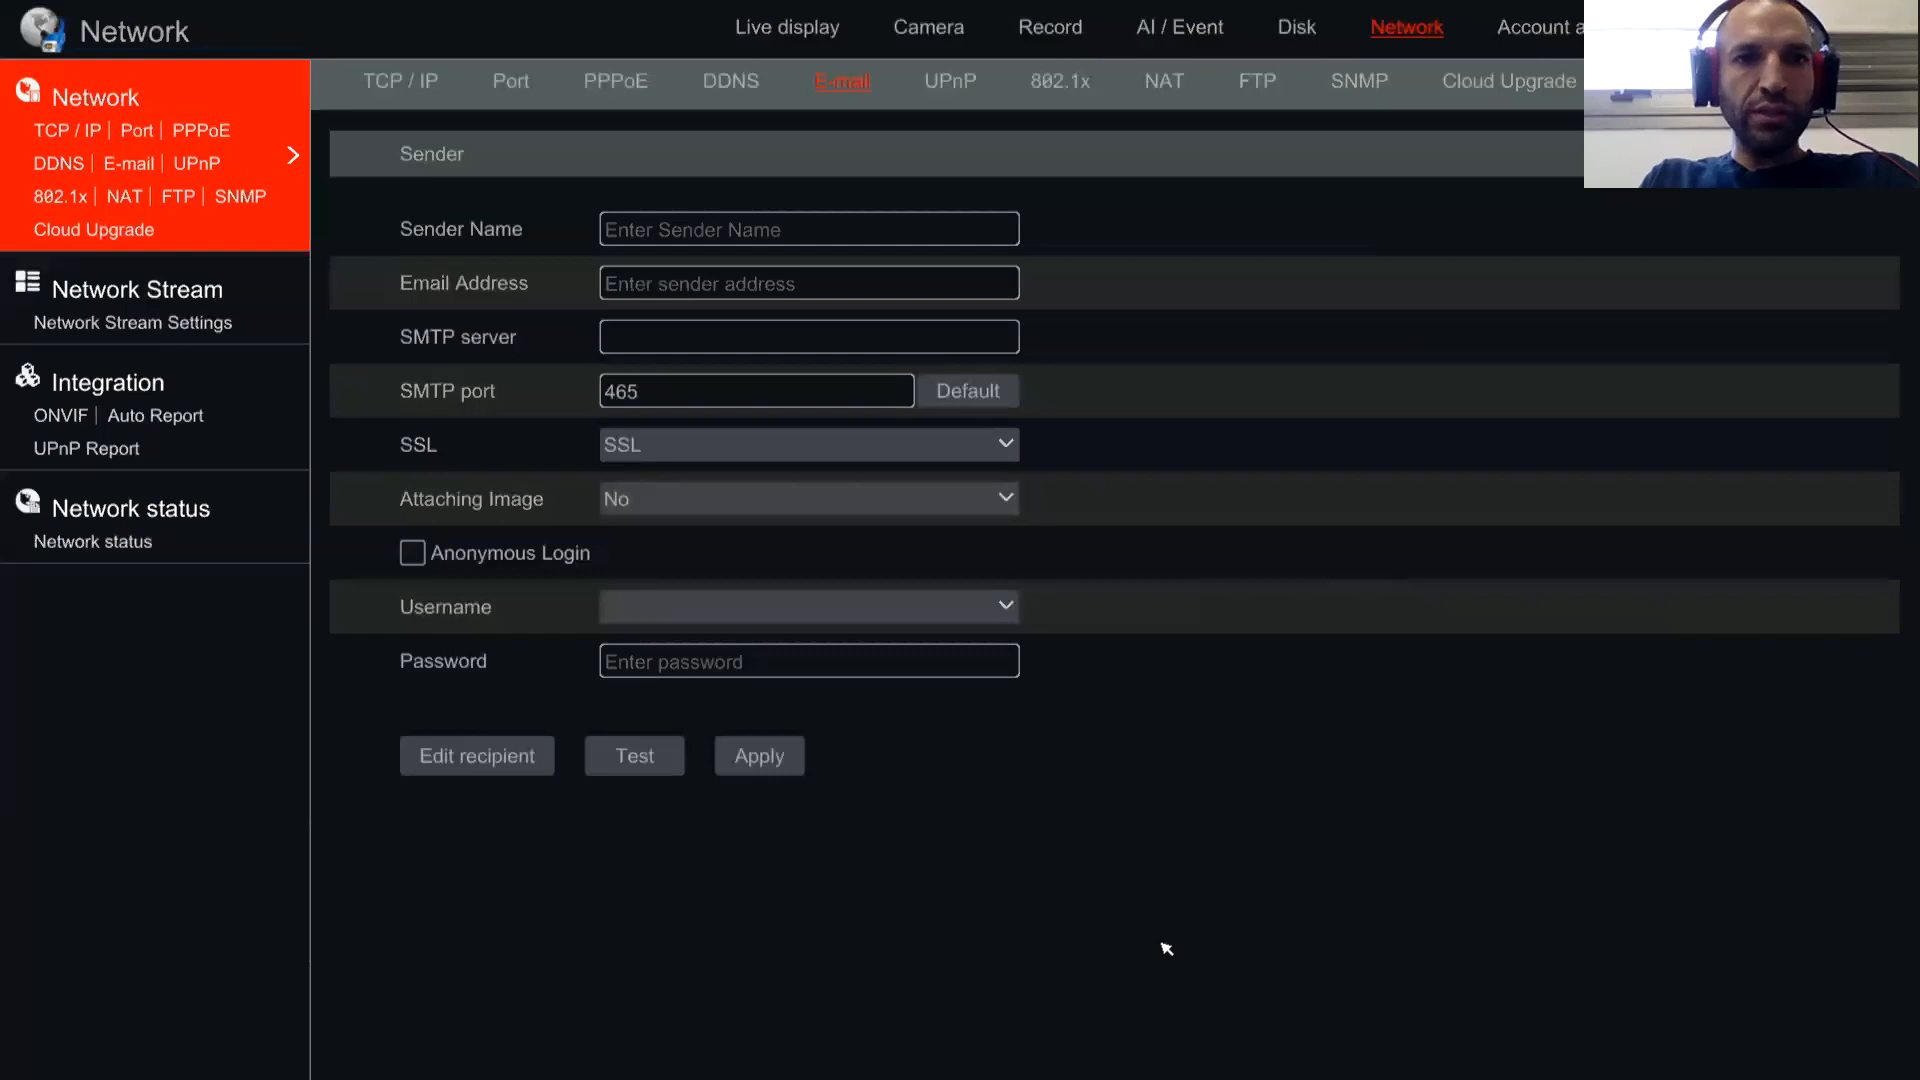 Network
Live display Camera Record AI / Event Disk Network Account a
Network
TCP / IP | Port | PPPoE
DDNS | E-mail | UPnP
802.1x | NAT | FTP | SNMP
Cloud Upgrade
Network Stream
Network Stream Settings
Integration
ONVIF | Auto Report
UPnP Report
Network status
Network status
TCP / IP Port PPPoE DDNS E-mail UPnP 802.1x NAT FTP SNMP Cloud Upgrade
Sender
Sender Name Enter Sender Name
Email Address Enter sender address
SMTP server
SMTP port 465 Default
SSL SSL
Attaching Image No
Anonymous Login
Username
Password Enter password
Edit recipient Test Apply